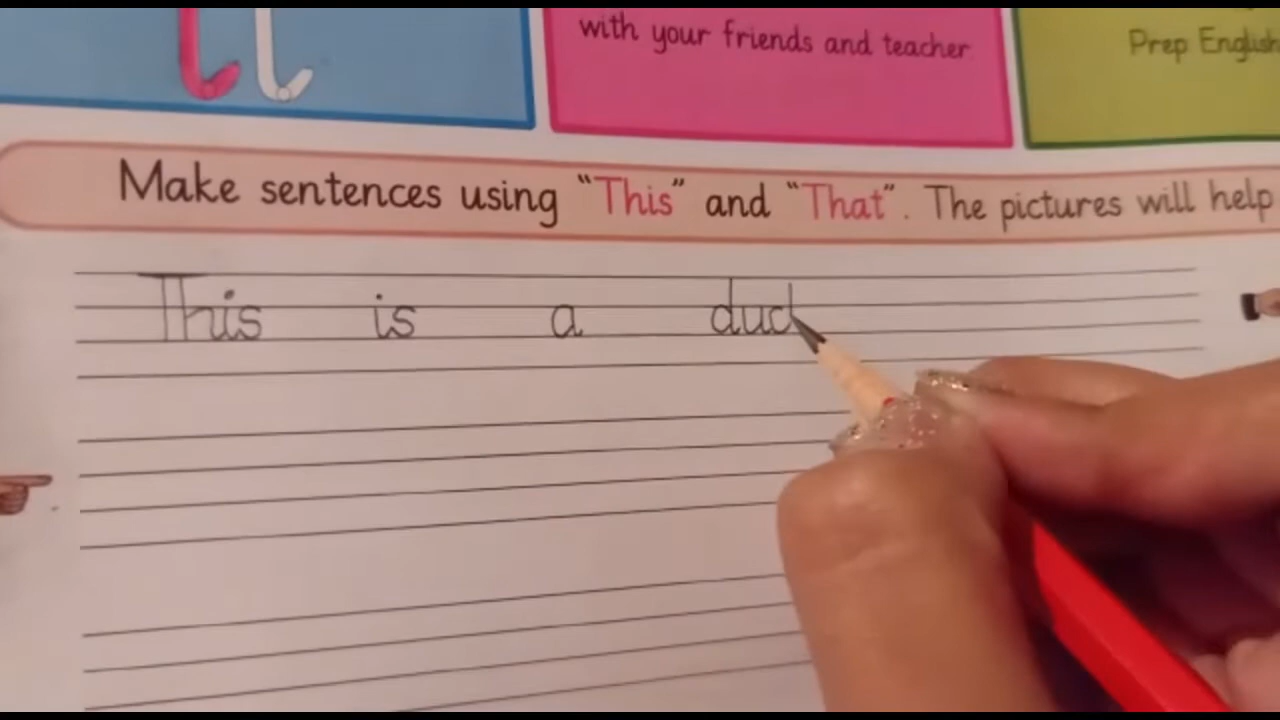 with your friends and teacher
Prep English
Make sentences using "This" and "That". The pictures will help
This is a duc